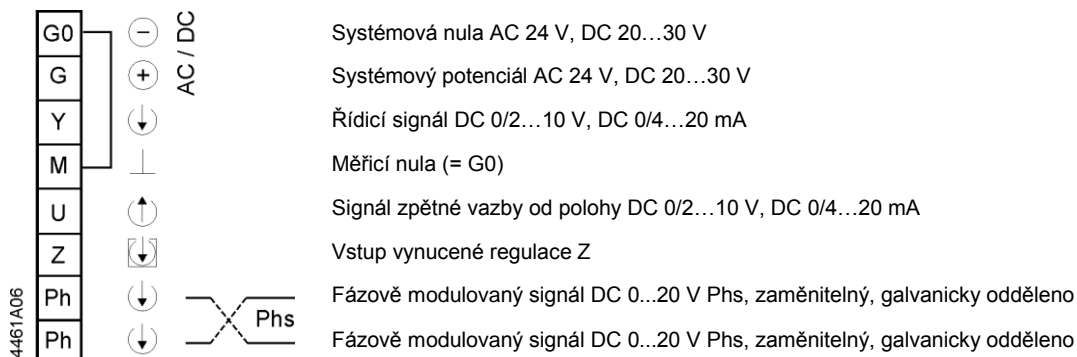 G0 − AC / DC Systémová nula AC 24 V, DC 20…30 V
G + Systémový potenciál AC 24 V, DC 20…30 V
Y Řídicí signál DC 0/2…10 V, DC 0/4…20 mA
M Měřicí nula (= G0)
U Signál zpětné vazby od polohy DC 0/2…10 V, DC 0/4…20 mA
Z Vstup vynucené regulace Z
Ph Fázově modulovaný signál DC 0...20 V Phs, zaměnitelný, galvanicky odděleno
Phs
Ph Fázově modulovaný signál DC 0...20 V Phs, zaměnitelný, galvanicky odděleno
4461A06